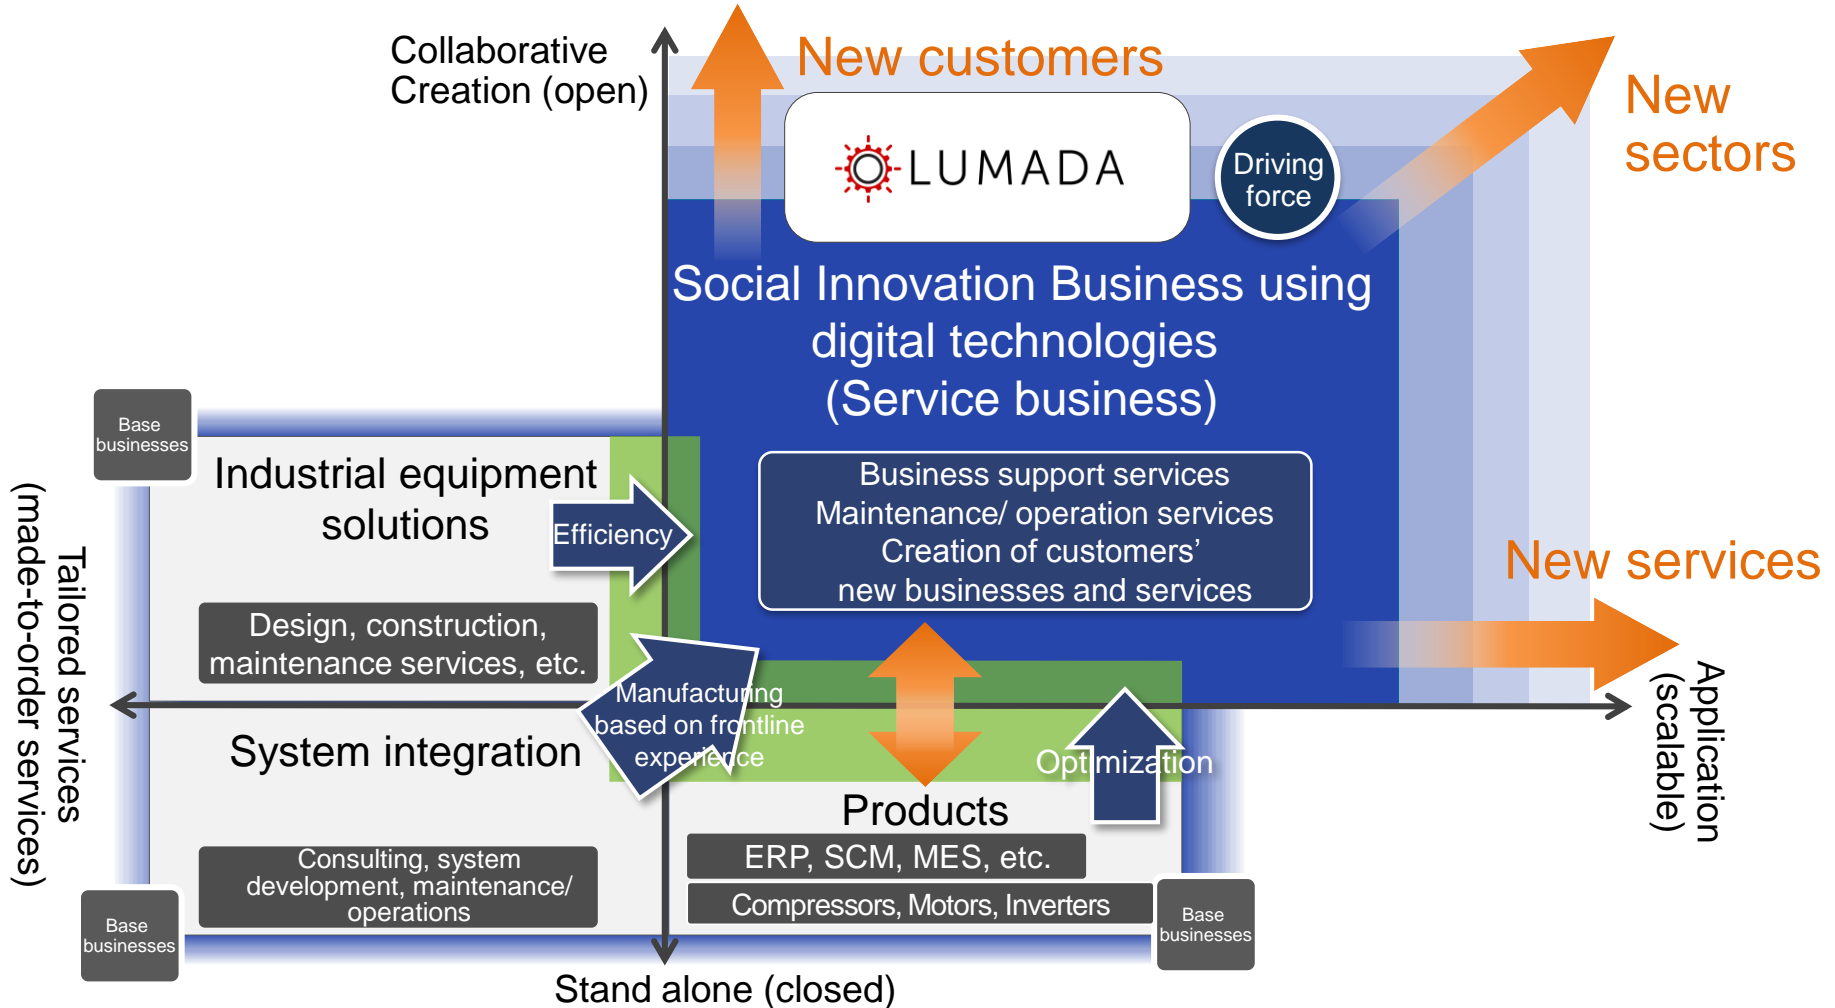 Collaborative
Creation (open)
New customers
New
sectors
LUMADA
Driving
force
Social Innovation Business using
digital technologies
(Service business)
Base
businesses
Industrial equipment
solutions
Efficiency
Business support services
Maintenance/ operation services
Creation of customers’
new businesses and services
New services
Design, construction,
maintenance services, etc.
Tailored services
(made-to-order services)
Manufacturing
based on frontline
experience
Application
(scalable)
System integration
Optimization
Products
ERP, SCM, MES, etc.
Consulting, system
development, maintenance/
operations
Compressors, Motors, Inverters
Base
businesses
Base
businesses
Stand alone (closed)